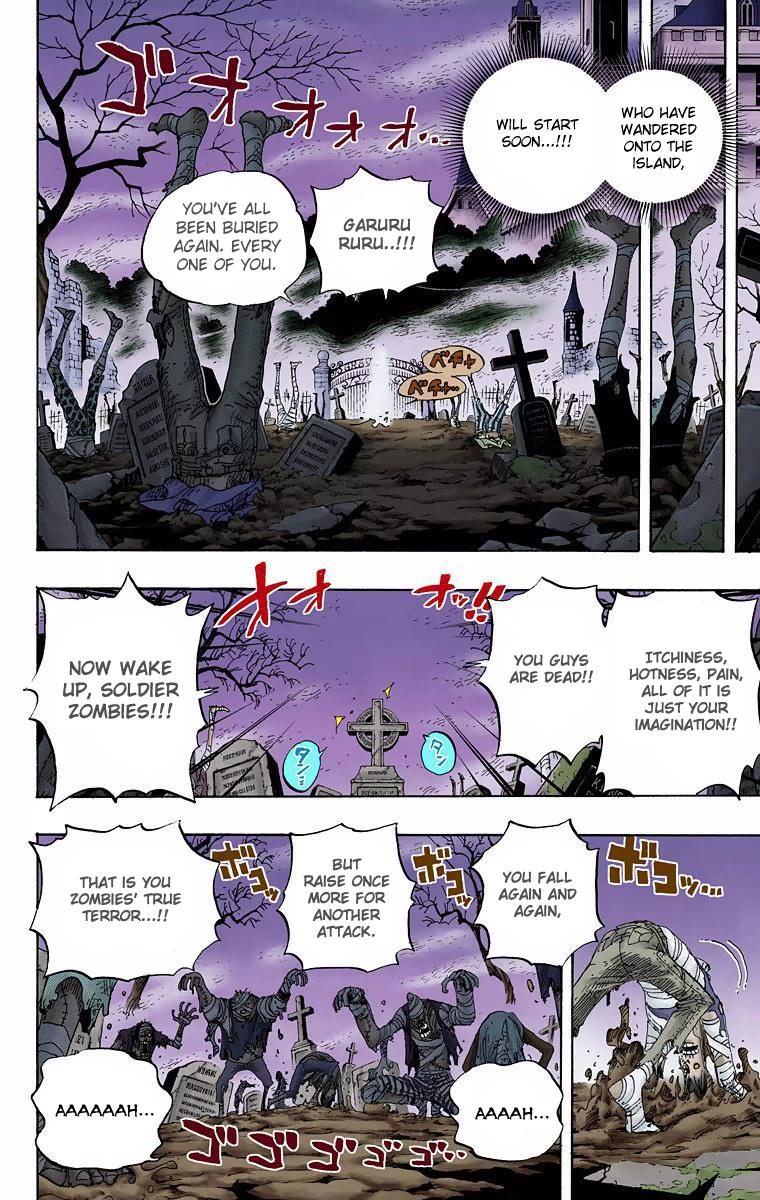 WHO HAVE
WANDERED
ONTO THE
ISLAND,
WILL START
SOON...!!!
ゴオオオオ...
GARURU
RURU..!!!
YOU'VE ALL
BEEN BURIED
AGAIN. EVERY
ONE OF YOU.
ベチャ
ベチャ..
ITCHINESS,
HOTNESS, PAIN,
ALL OF IT IS
JUST YOUR
IMAGINATION!!
YOU GUYS
ARE DEAD!!
オオオッ!!
タン
タン
NOW WAKE
UP, SOLDIER
ZOMBIES!!!
ボコッ...
YOU FALL
AGAIN AND
AGAIN,
ボコッ
BUT
RAISE ONCE
MORE FOR
ANOTHER
ATTACK.
ボコッ
THAT IS YOU
ZOMBIES' TRUE
TERROR...!!
AAAAH...
AAAAAAH...
ゴゴゴゴゴ...